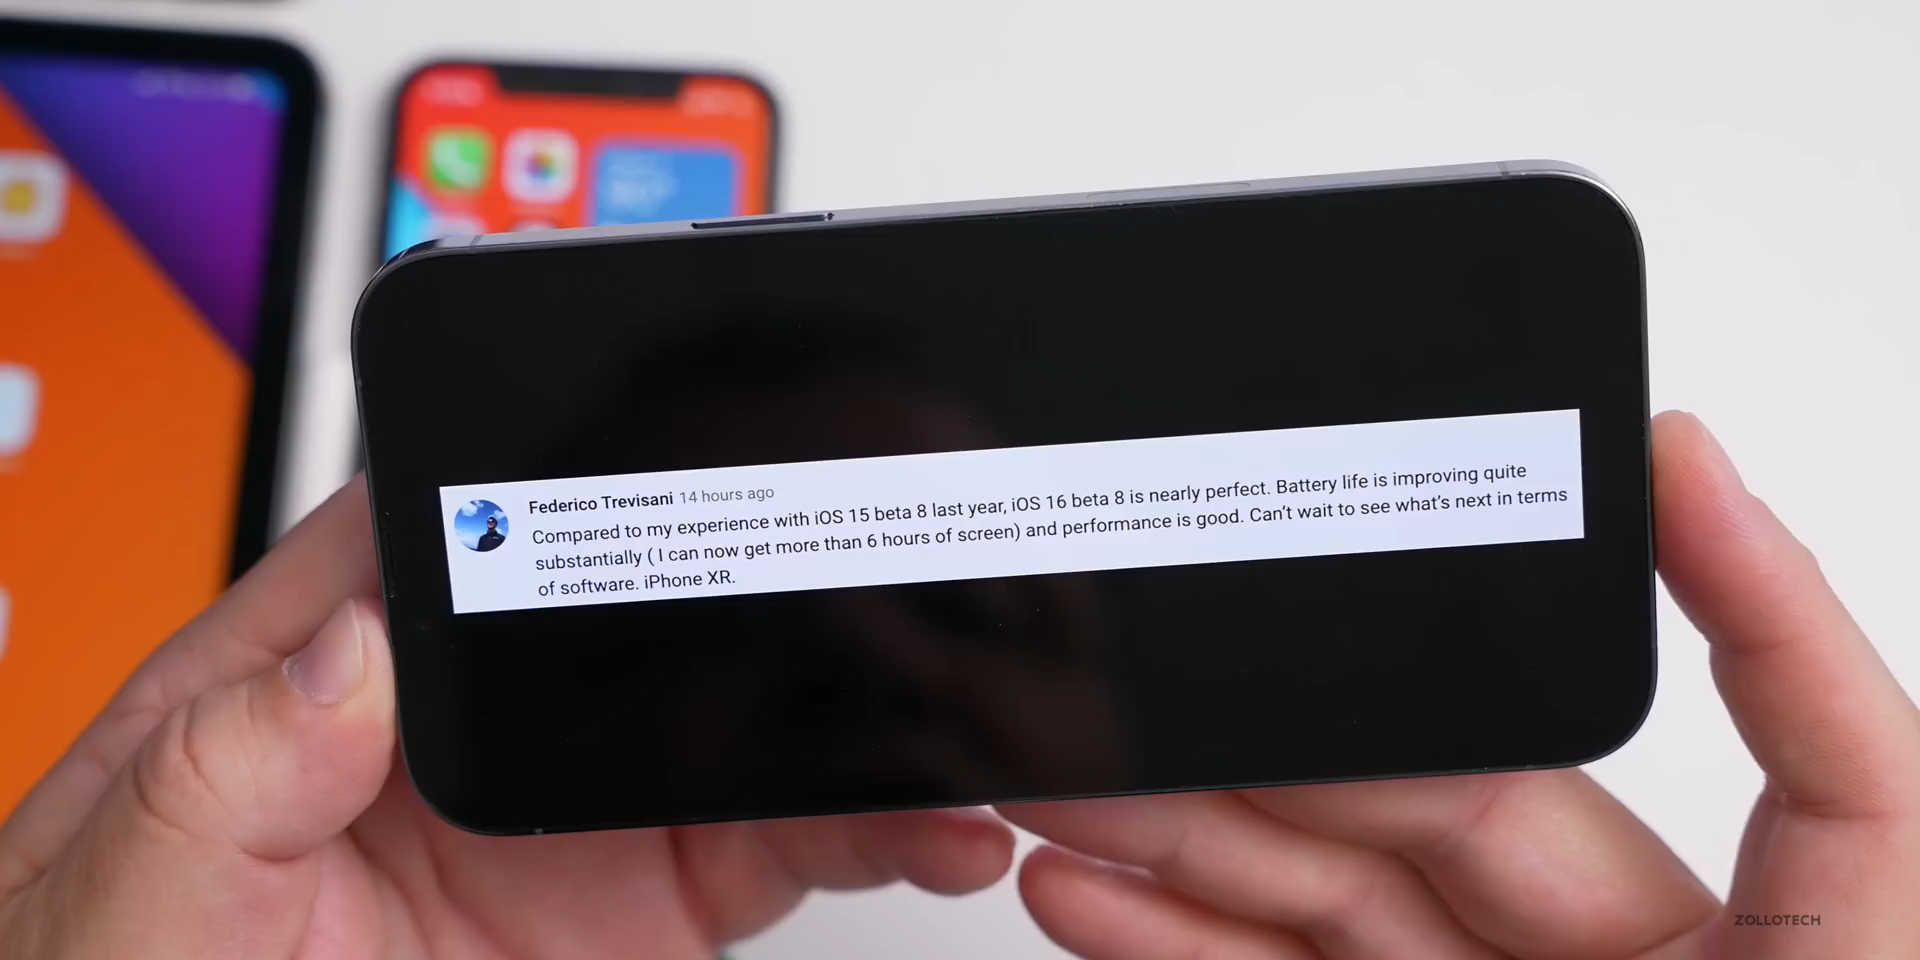 Federico Trevisani 14 hours ago
Compared to my experience with iOS 15 beta 8 last year, iOS 16 beta 8 is nearly perfect. Battery life is improving quite
substantially ( I can now get more than 6 hours of screen) and performance is good. Can't wait to see what's next in terms
of software. iPhone XR.
ZOLLOTECH